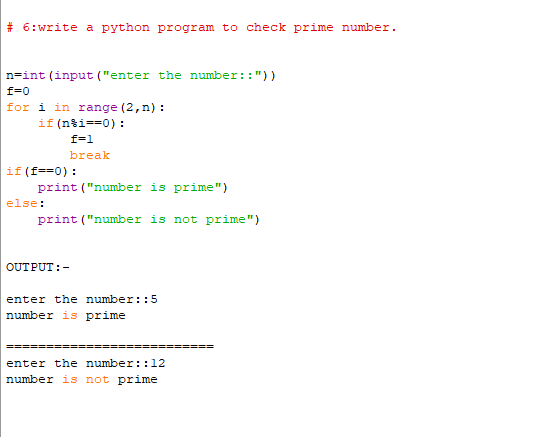 # 6:write a python program to check prime number.
n=int(input("enter the number::"))
f=0
for i in range(2,n):
    if(n%i==0):
        f=1
        break
if(f==0):
    print("number is prime")
else:
    print("number is not prime")
OUTPUT:-
enter the number::5
number is prime
==========================
enter the number::12
number is not prime